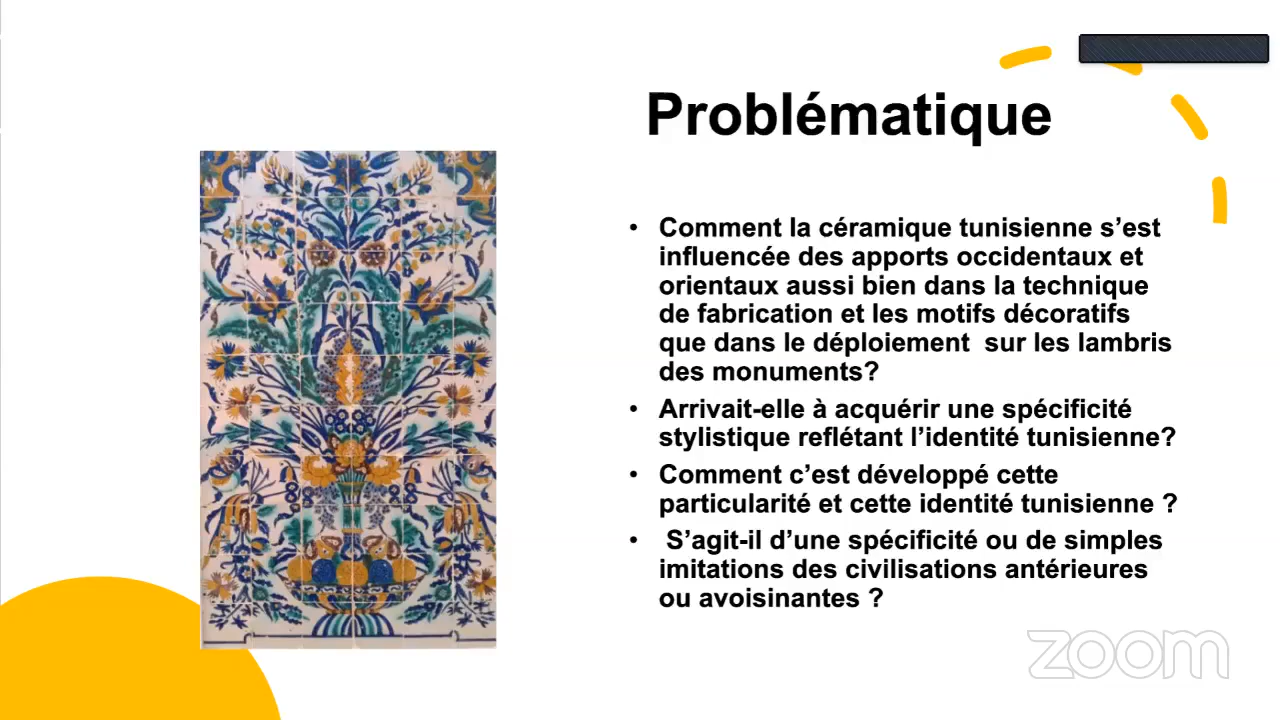 Problématique
• Comment la céramique tunisienne s’est
influencée des apports occidentaux et
orientaux aussi bien dans la technique
de fabrication et les motifs décoratifs
que dans le déploiement  sur les lambris
des monuments?
• Arrivait-elle à acquérir une spécificité
stylistique reflétant l’identité tunisienne?
• Comment c’est développé cette
particularité et cette identité tunisienne ?
• S’agit-il d’une spécificité ou de simples
imitations des civilisations antérieures
ou avoisinantes ?
zoom